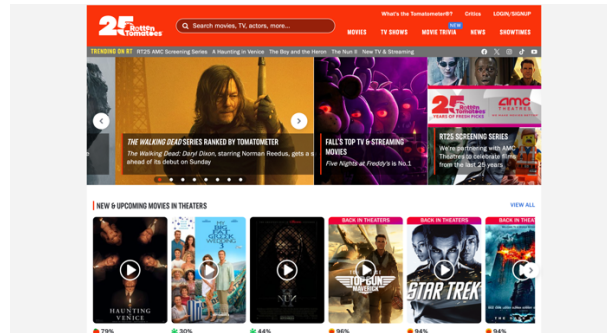 What's the Tomatometer®?
Critics
LOGIN/SIGNUP
25 Rotten Tomatoes
Search movies, TV, actors, more...
NEW
MOVIES
TV SHOWS
MOVIE TRIVIA
NEWS
SHOWTIMES
TRENDING ON RT
RT25 AMC Screening Series
A Haunting in Venice
The Boy and the Heron
The Nun II
New TV & Streaming
THE WALKING DEAD SERIES RANKED BY TOMATOMETER
The Walking Dead: Daryl Dixon, starring Norman Reedus, gets a s
ahead of its debut on Sunday
FALL'S TOP TV & STREAMING
MOVIES
Five Nights at Freddy's is No.1
25 Rotten Tomatoes
YEARS OF FRESH PICKS
amc
THEATRES
RT25 SCREENING SERIES
We're partnering with AMC
Theatres to celebrate films
from the last 25 years
NEW & UPCOMING MOVIES IN THEATERS
VIEW ALL
BACK IN THEATERS
BACK IN THEATERS
BACK IN THEAT
MY
BIG
FAT
GREEK
WEDDING
3
HAUNTING
VENICE
NUN
TOP GUN
MAVERICK
STAR TREK
THE
79%
30%
44%
96%
94%
94%